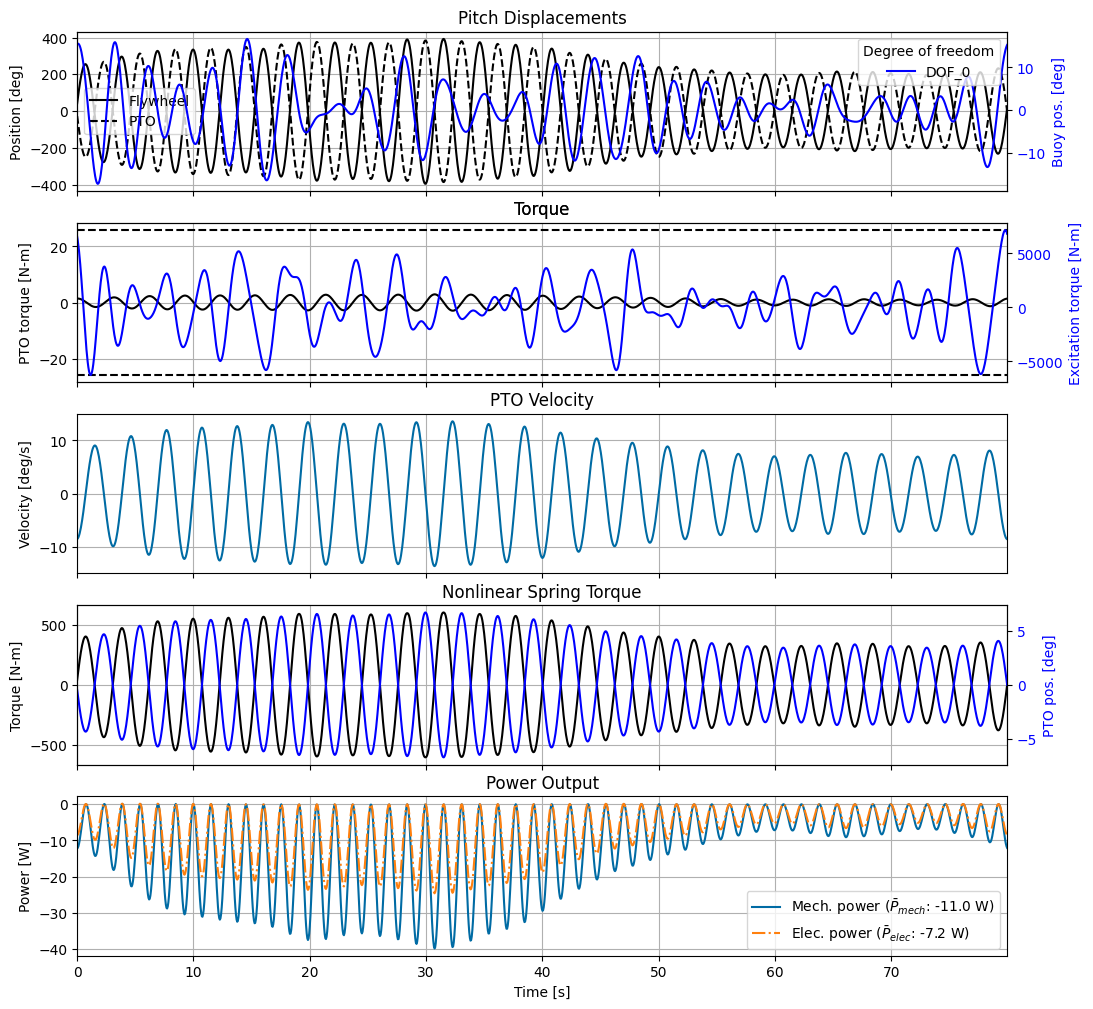 Pitch Displacements
Position [deg]
400
200
0
−200
−400
Flywheel
PTO
Degree of freedom
DOF_0
10
0
−10
Buoy pos. [deg]
Torque
PTO torque [N-m]
20
0
−20
5000
0
−5000
Excitation torque [N-m]
PTO Velocity
Velocity [deg/s]
10
0
−10
Nonlinear Spring Torque
Torque [N-m]
500
0
−500
5
0
−5
PTO pos. [deg]
Power Output
Power [W]
0
−10
−20
−30
−40
Mech. power (P̄mech: -11.0 W)
Elec. power (P̄elec: -7.2 W)
0 10 20 30 40 50 60 70
Time [s]